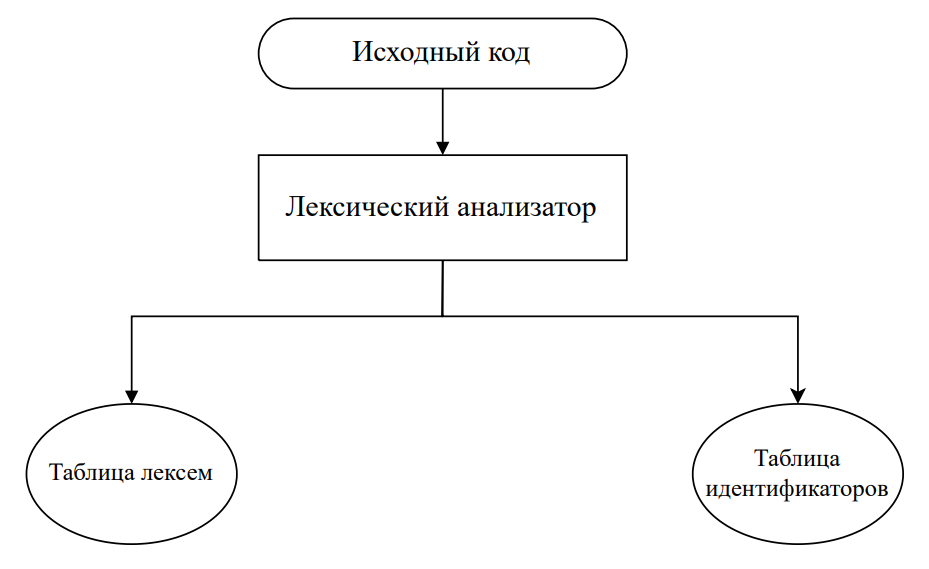 Исходный код
Лексический анализатор
Таблица лексем
Таблица
идентификаторов